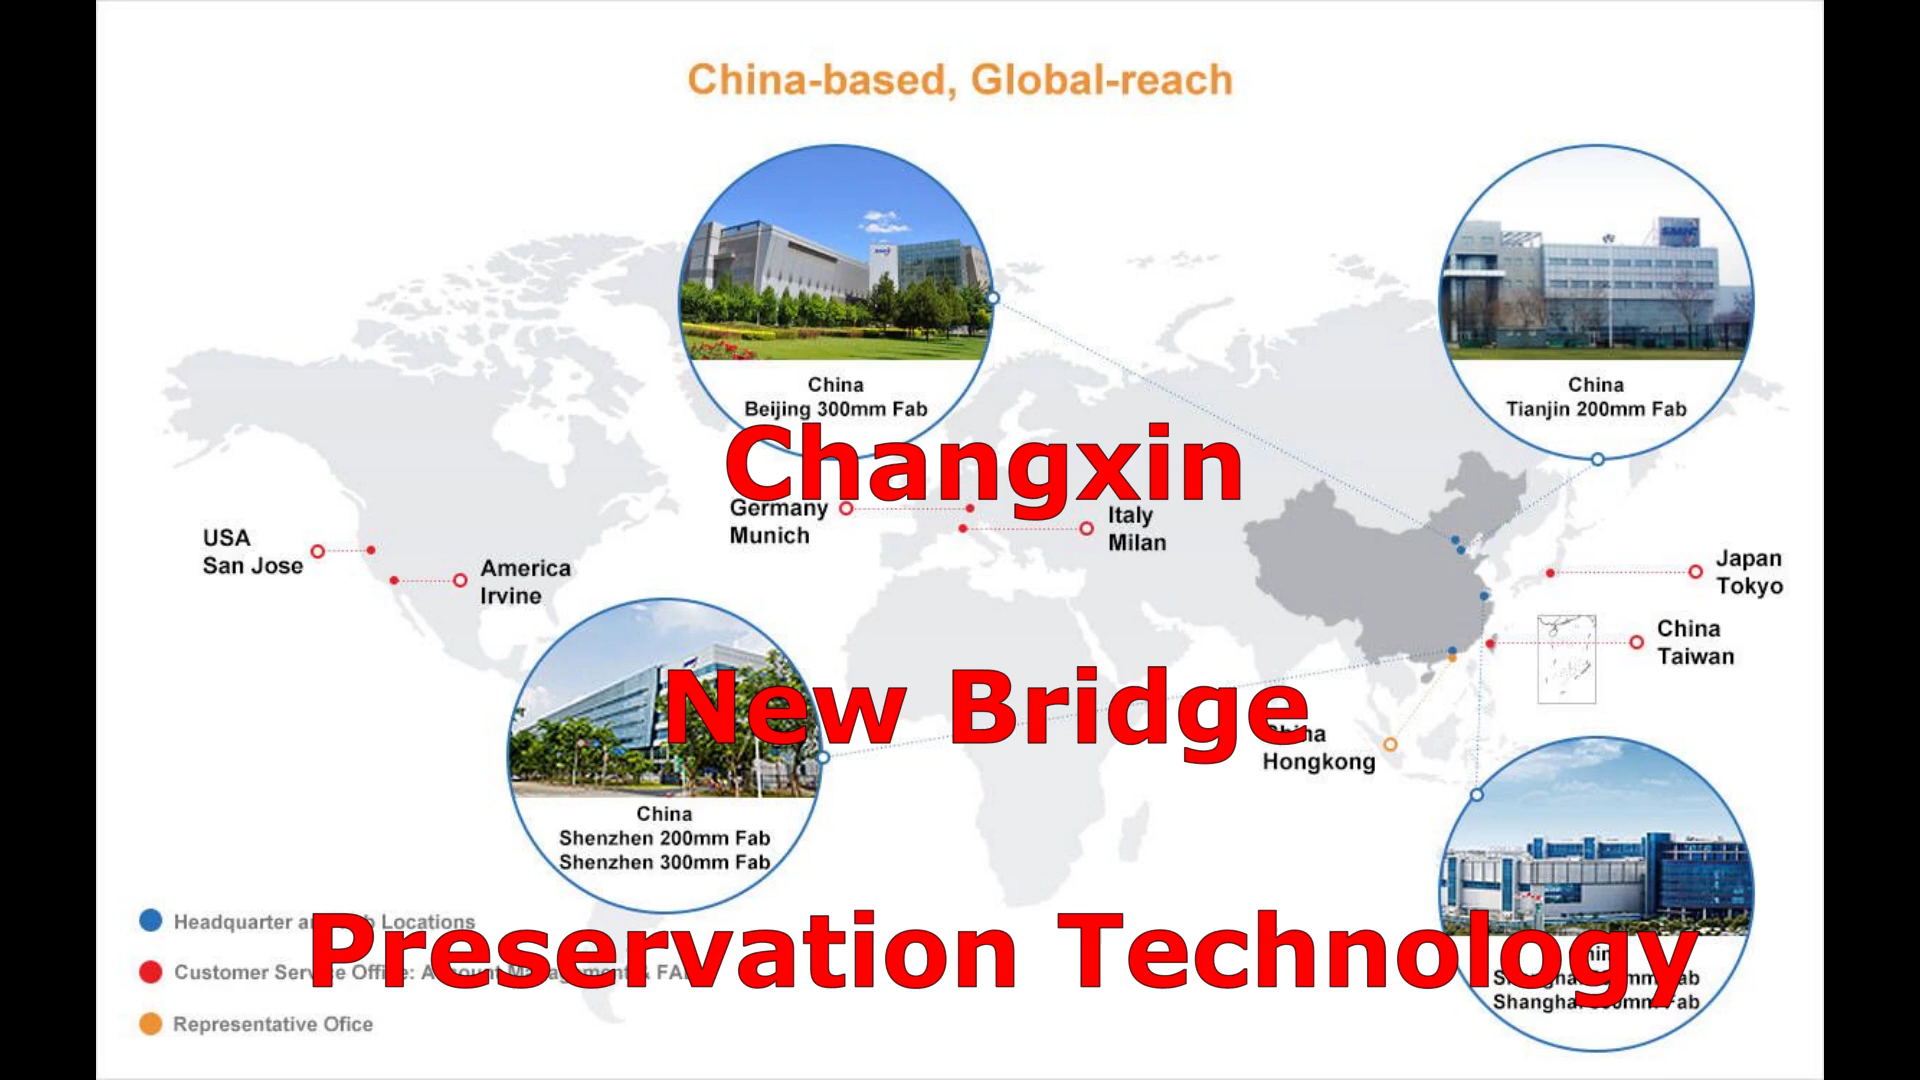 China-based, Global-reach
China
Beijing 300mm Fab
China
Tianjin 200mm Fab
Changxin
Germany
Munich
Italy
Milan
USA
San Jose
America
Irvine
Japan
Tokyo
China
Taiwan
New Bridge
Hongkong
China
Shenzhen 200mm Fab
Shenzhen 300mm Fab
Headquarter
Locations
Preservation Technology
Customer
Representative Ofice